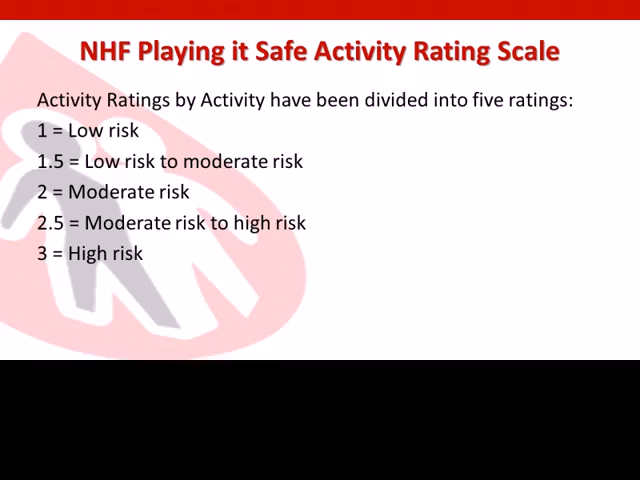 NHF Playing it Safe Activity Rating Scale
Activity Ratings by Activity have been divided into five ratings:
1 = Low risk
1.5 = Low risk to moderate risk
2 = Moderate risk
2.5 = Moderate risk to high risk
3 = High risk